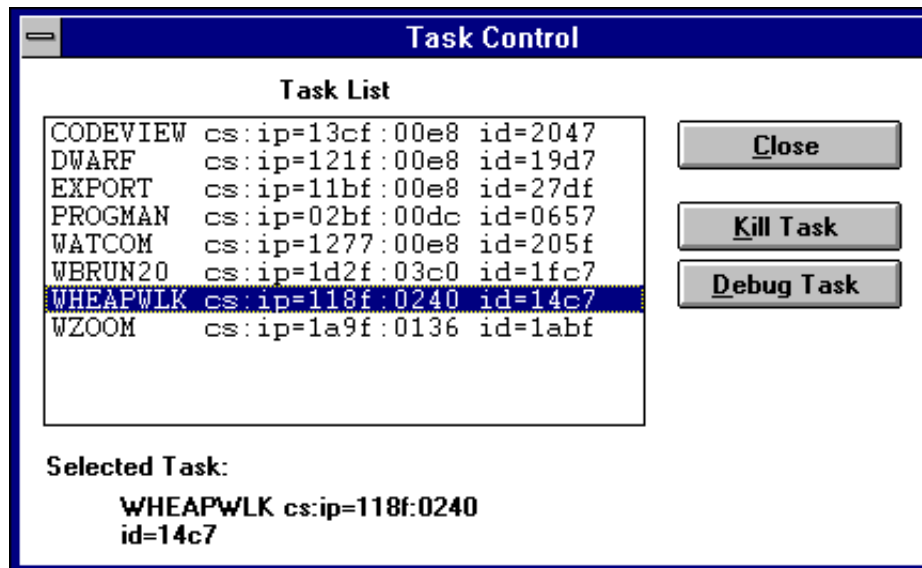 Task Control
Task List
CODEVIEW cs:ip=13cf:00e8 id=2047
DWARF cs:ip=121f:00e8 id=19d7
EXPORT cs:ip=11bf:00e8 id=27df
PROGMAN cs:ip=02bf:00dc id=0657
WATCOM cs:ip=1277:00e8 id=205f
WBRUN20 cs:ip=1d2f:03c0 id=1fc7
WHEAPWLK cs:ip=118f:0240 id=14c7
WZOOM cs:ip=1a9f:0136 id=1abf
Close
Kill Task
Debug Task
Selected Task:
WHEAPWLK cs:ip=118f:0240
id=14c7